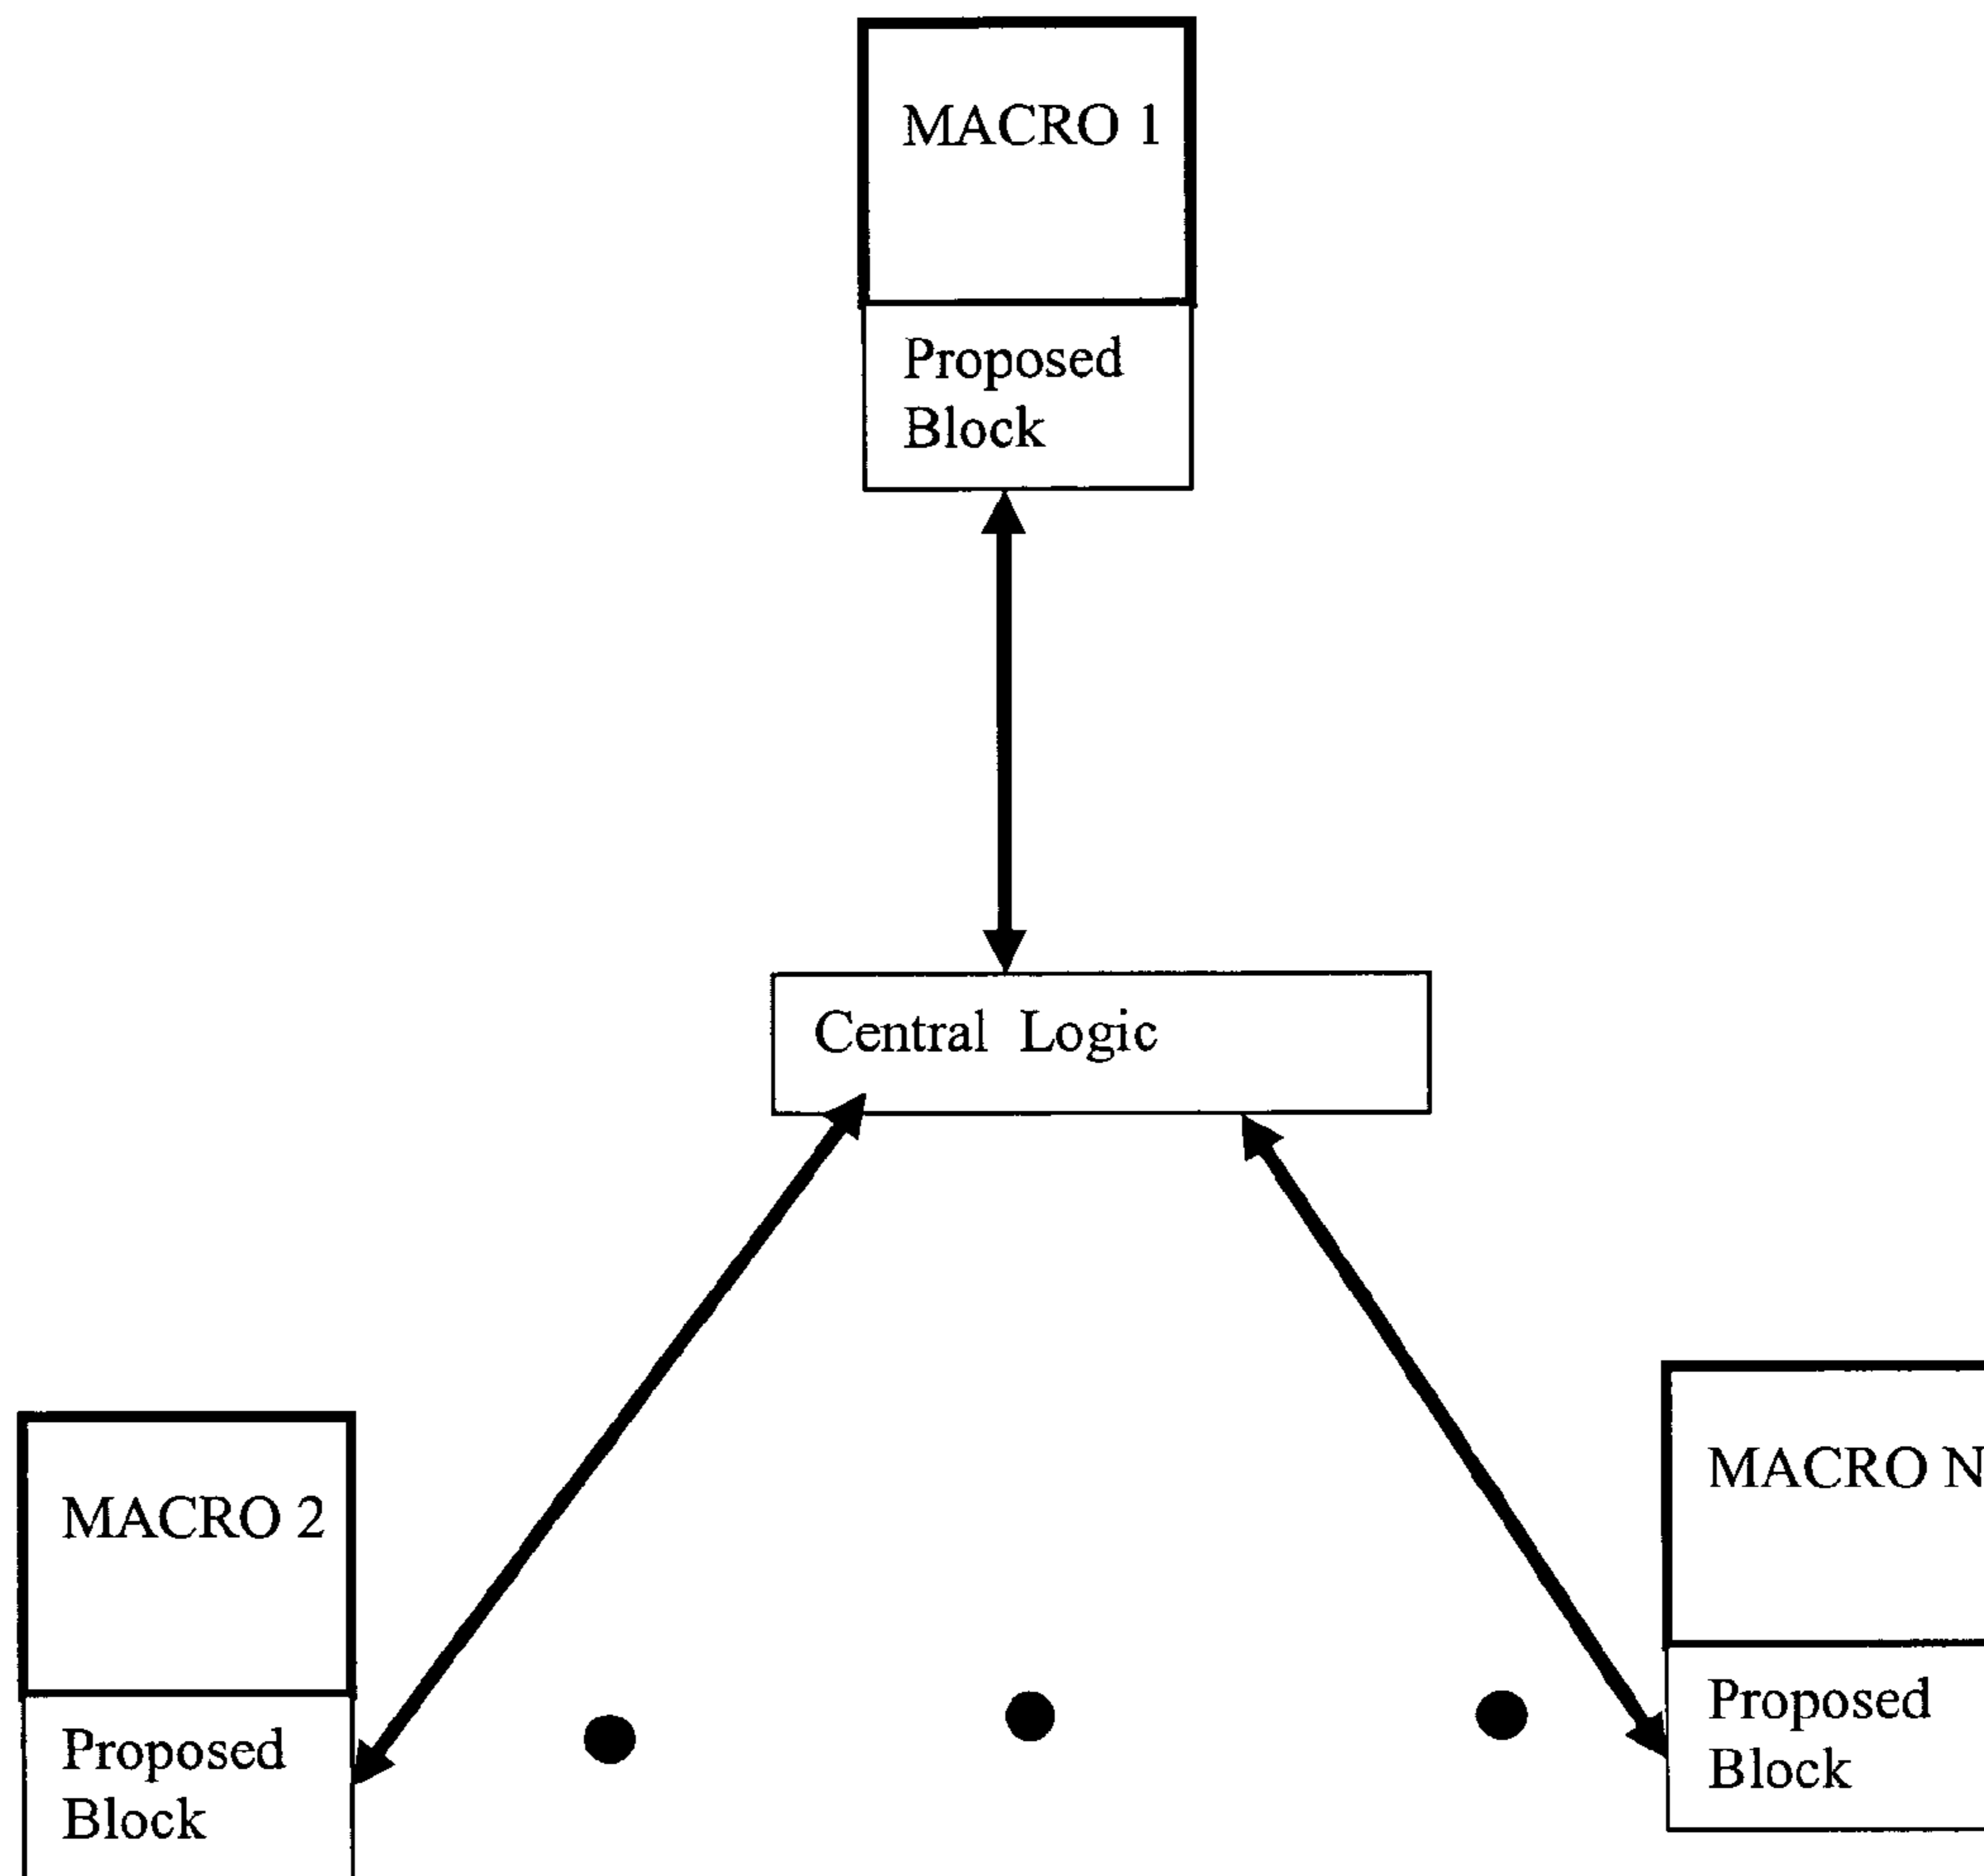 MACRO 1
Proposed
Block
Central Logic
MACRO N
MACRO 2
Proposed
Block
Proposed
Block